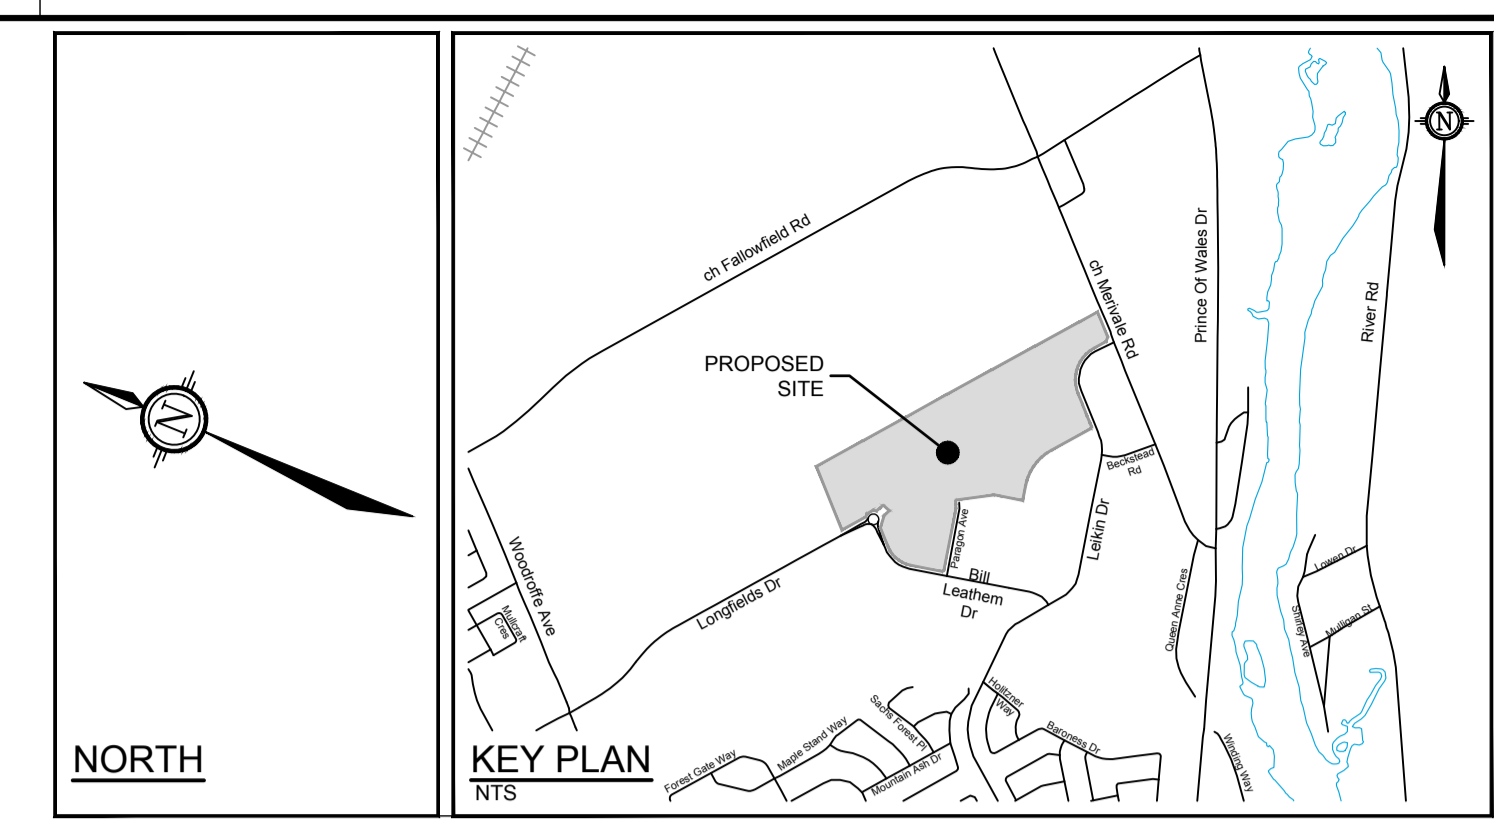 N
NORTH
N
ch Fallowfield Rd
ch Merivale Rd
Prince Of Wales Dr
River Rd
PROPOSED
SITE
Beckstead
Rd
Leikin Dr
Paragon Ave
Bill
Leathem
Dr
Longfields Dr
Woodroffe Ave
Mullcraft
Cres
Queen Anne Cres
Lowen Dr
Shirley Ave
Mulligan St
Holitzner
Way
Sachs Forest Pl
Baroness Dr
Maple Stand Way
Forest Gate Way
Mountain Ash Dr
Winding Way
KEY PLAN
NTS